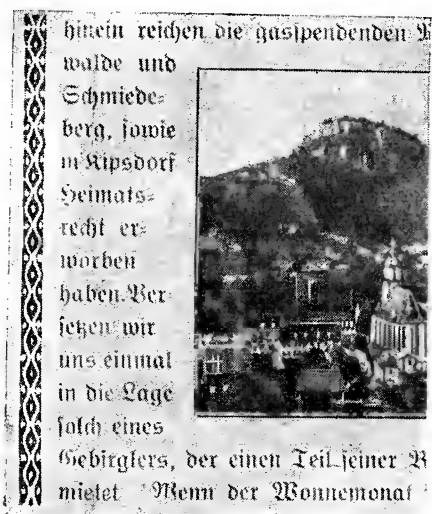 hinein reichen die gasspendenden
walde und
Schmiede=
berg, sowie
in Kipsdorf
Heimats=
recht er=
worben
haben. Ver=
setzen wir
uns einmal
in die Lage
solch eines
Gebirglers, der einen Teil seiner
mietet Wenn der Wonnemonat